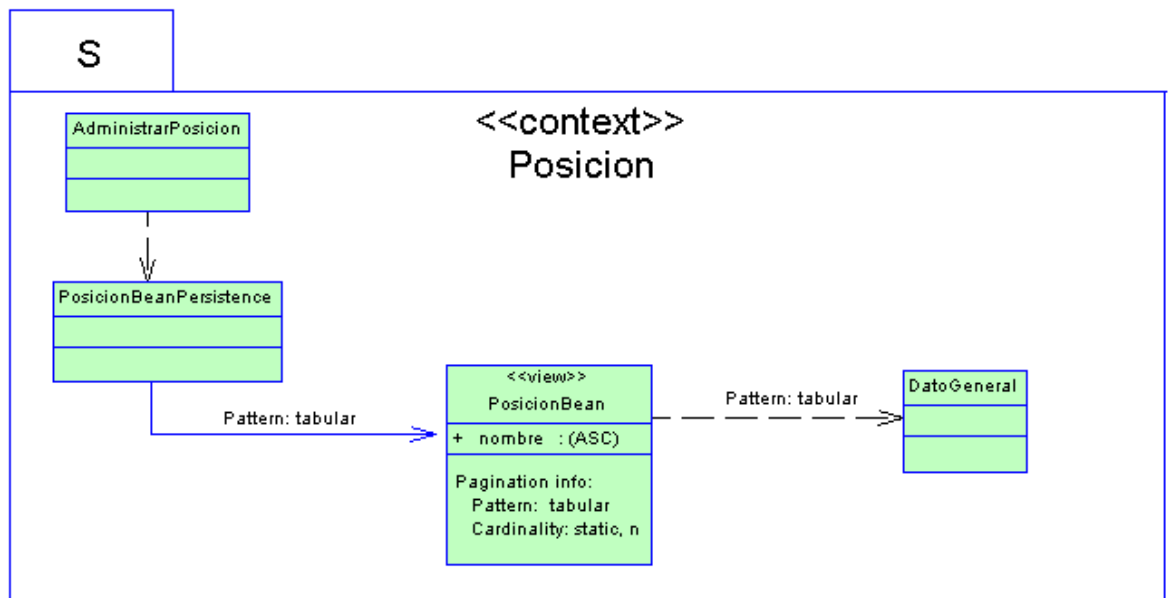 S
<<context>>
Posicion
AdministrarPosicion
PosicionBeanPersistence
Pattern: tabular
<<view>>
PosicionBean
+ nombre : (ASC)
Pagination info:
Pattern: tabular
Cardinality: static, n
Pattern: tabular
DatoGeneral